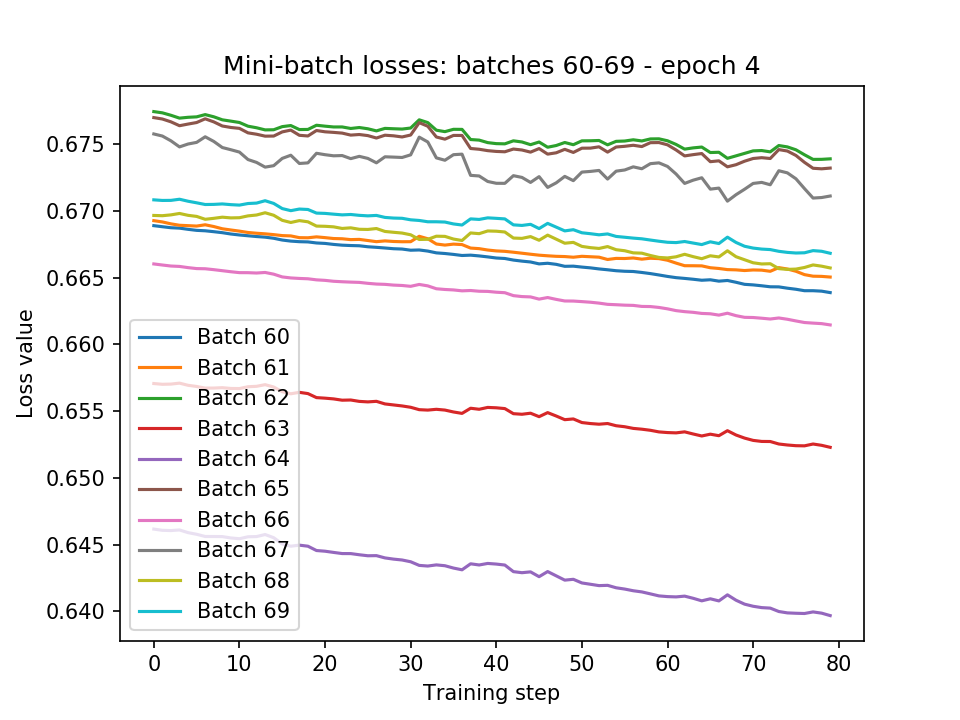 Mini-batch losses: batches 60-69 - epoch 4
Loss value
0.675
0.670
0.665
0.660
0.655
0.650
0.645
0.640
Batch 60
Batch 61
Batch 62
Batch 63
Batch 64
Batch 65
Batch 66
Batch 67
Batch 68
Batch 69
0 10 20 30 40 50 60 70 80
Training step